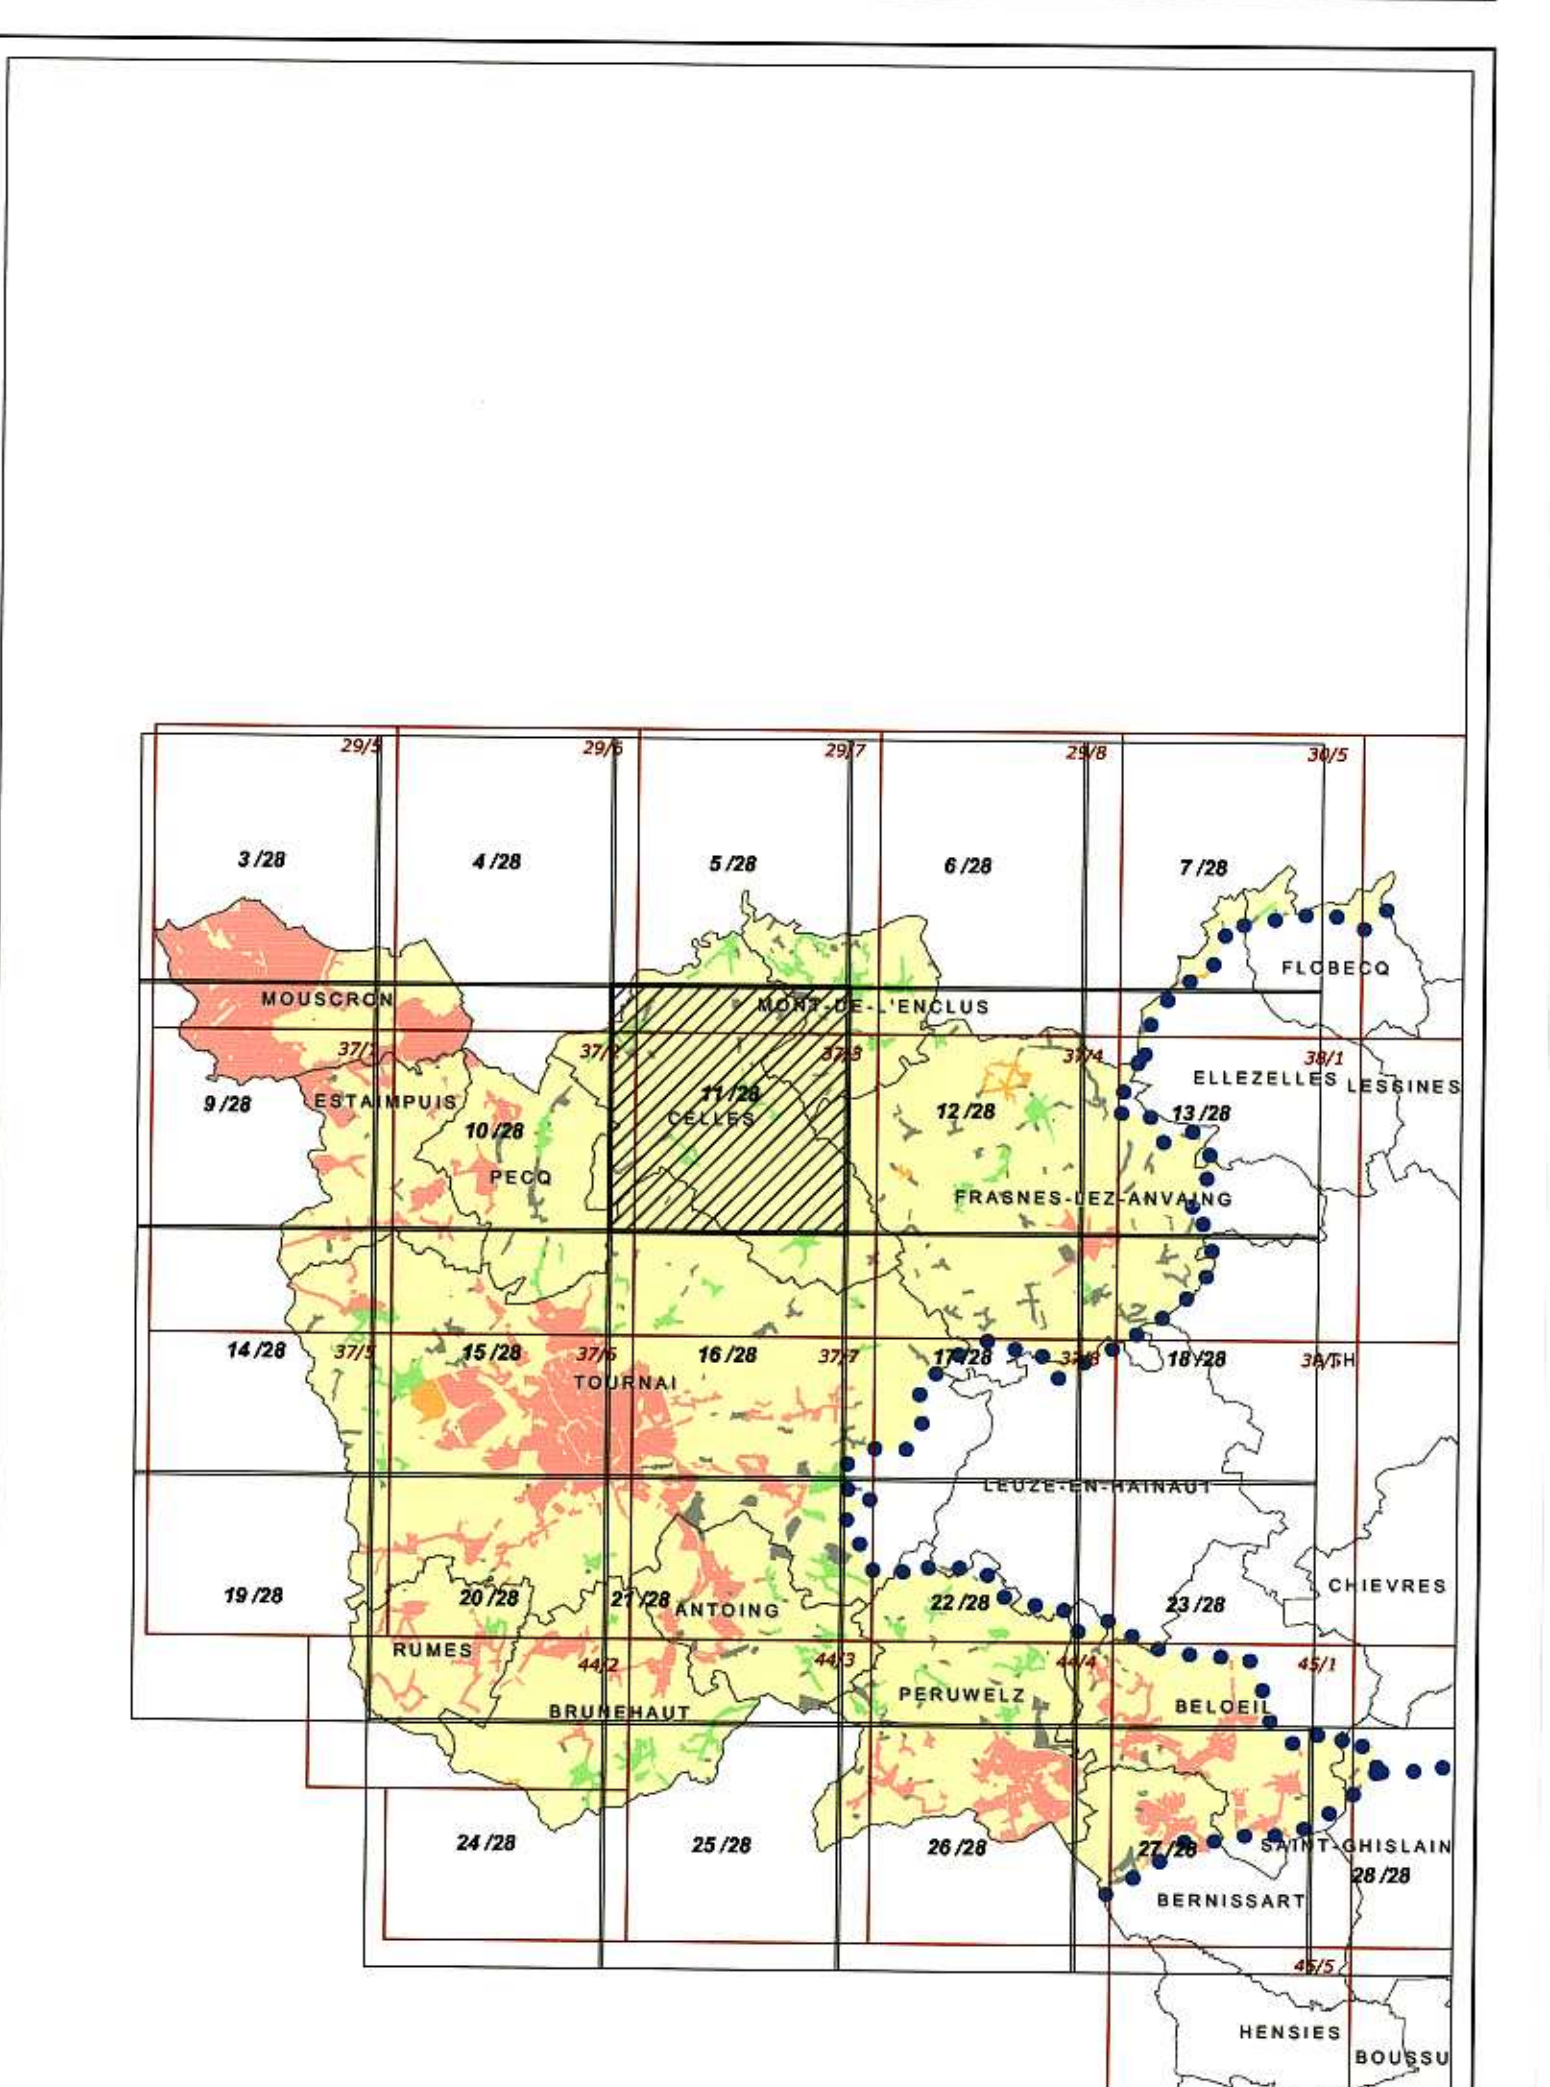 29/5 29/6 29/7 29/8 30/5
3/28 4/28 5/28 6/28 7/28
FLOBECQ
MOUSCRON MONT-DE-L'ENCLUS
37/1 37/2 37/3 37/4 38/1
ELLEZELLES LESSINES
9/28 ESTAIMPUIS 11/28 12/28 13/28
CELLES
10/28
PECQ FRASNES-LEZ-ANVAING
14/28 37/5 15/28 37/6 16/28 37/7 17/28 18/28 ATH
TOURNAI
LEUZE-EN-HAINAUT
CHIEVRES
19/28 20/28 21/28 ANTOING 22/28 23/28
RUMES 44/2 44/3 44/4 45/1
PERUWELZ BELOEIL
BRUNEHAUT
24/28 25/28 26/28 27/28 SAINT-GHISLAIN
28/28
BERNISSART
45/5
HENSIES
BOUSSU